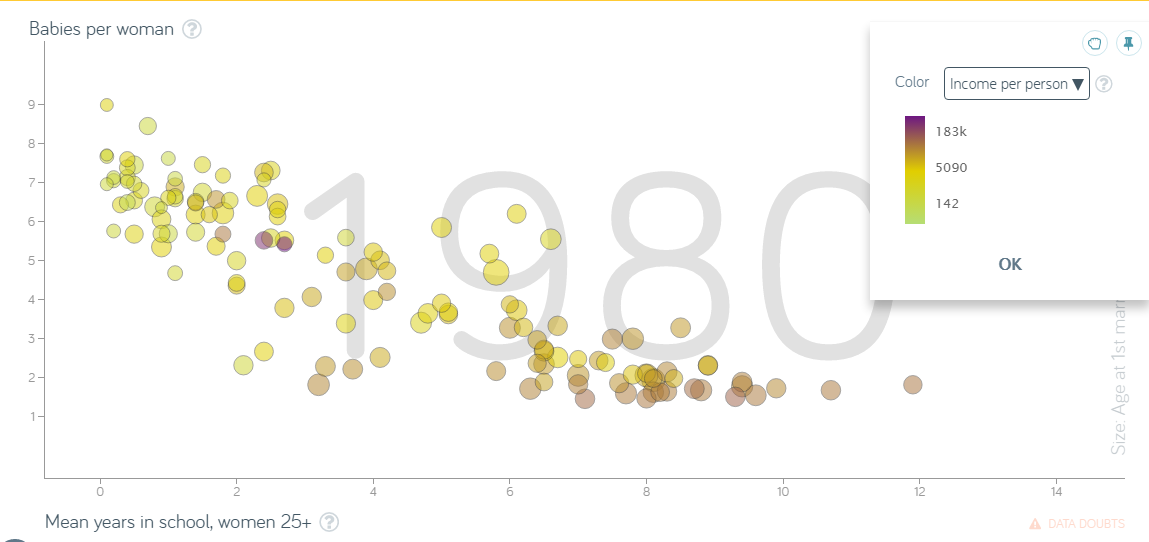 Babies per woman ?
Color Income per person ▼ ?
183k
5090
142
OK
9
8
7
6
5
4
3
2
1
1980
Size: Age at 1st marr
0 2 4 6 8 10 12 14
Mean years in school, women 25+ ?
DATA DOUBTS